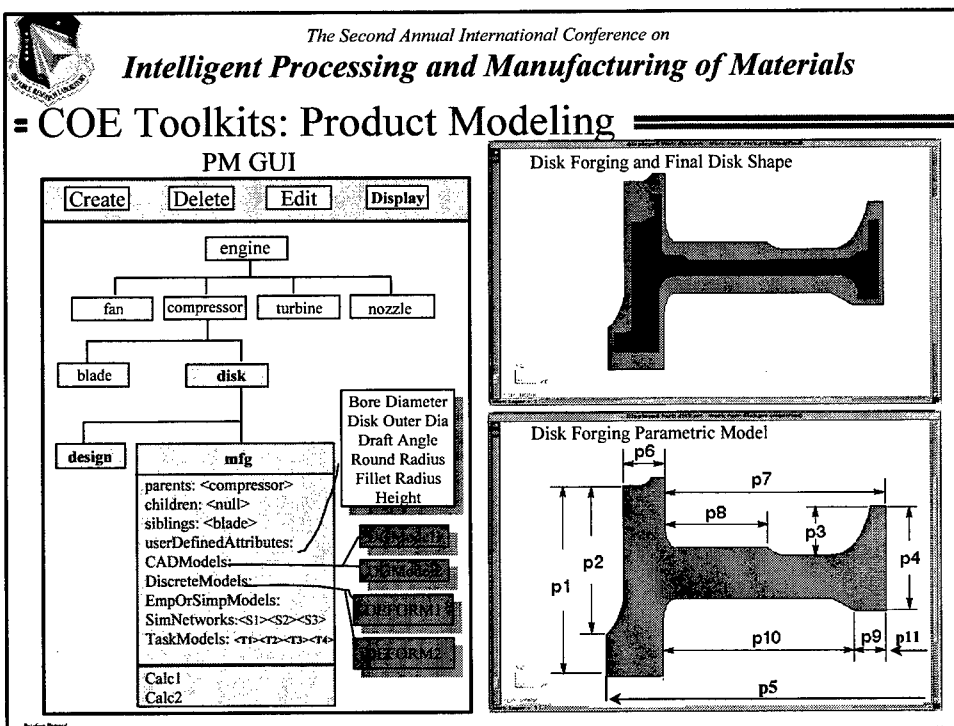 The Second Annual International Conference on
Intelligent Processing and Manufacturing of Materials
COE Toolkits: Product Modeling
PM GUI
Create Delete Edit Display
engine
fan compressor turbine nozzle
blade disk
design mfg
parents: <compressor>
children: <null>
siblings: <blade>
userDefinedAttributes:
CADModels:
DiscreteModels:
EmpOrSimpModels:
SimNetworks:<S1><S2><S3>
TaskModels: <T1><T2><T3><T4>
Calc1
Calc2
Bore Diameter
Disk Outer Dia
Draft Angle
Round Radius
Fillet Radius
Height
DEFORM1
DEFORM2
Disk Forging and Final Disk Shape
Disk Forging Parametric Model
p6
p7
p8
p3
p2
p4
p1
p10
p9
p11
p5